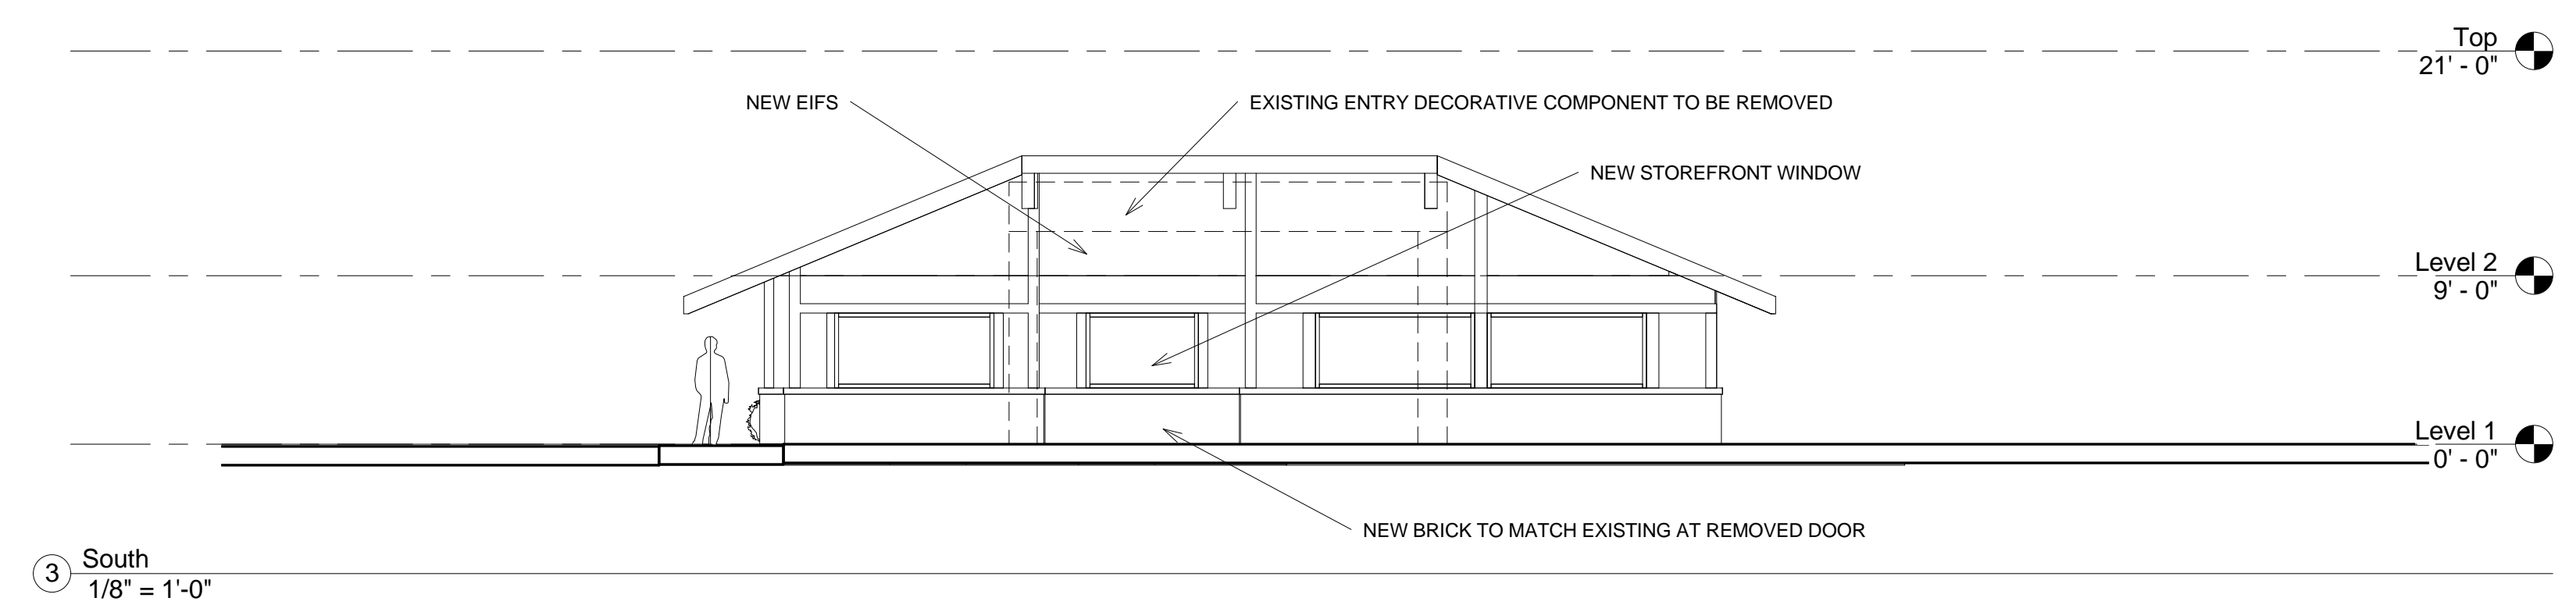 Top
21' - 0"
NEW EIFS
EXISTING ENTRY DECORATIVE COMPONENT TO BE REMOVED
NEW STOREFRONT WINDOW
Level 2
9' - 0"
Level 1
0' - 0"
NEW BRICK TO MATCH EXISTING AT REMOVED DOOR
3
South
1/8" = 1'-0"